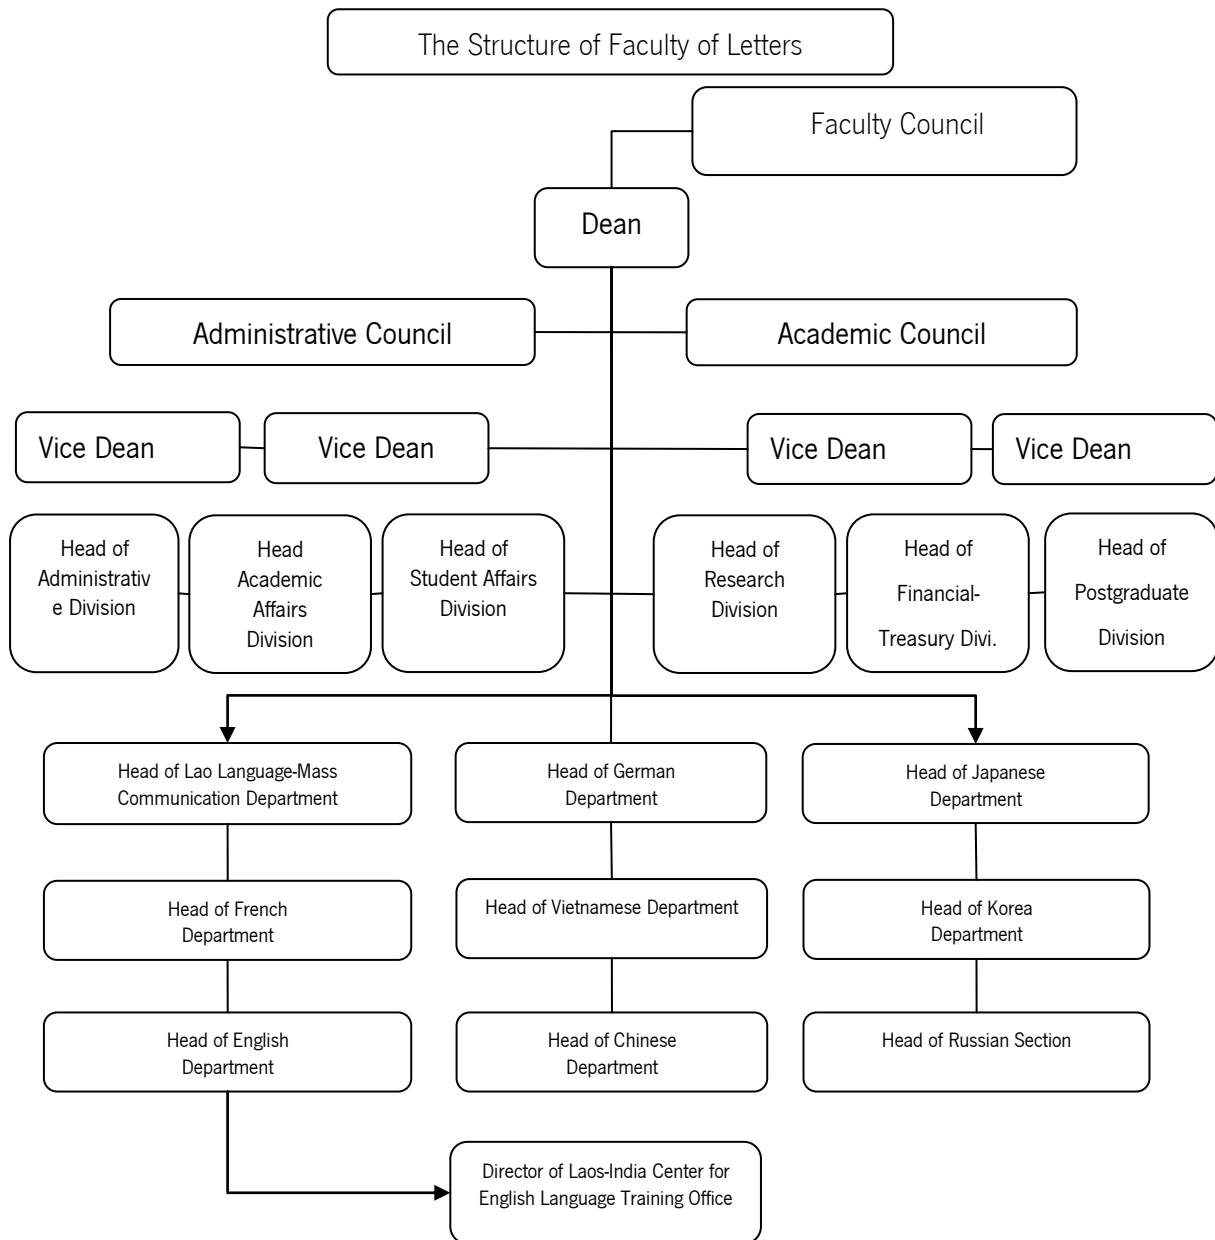 The Structure of Faculty of Letters
Faculty Council
Dean
Administrative Council
Academic Council
Vice Dean
Vice Dean
Vice Dean
Vice Dean
Head of
Administrativ
e Division
Head
Academic
Affairs
Division
Head of
Student Affairs
Division
Head of
Research
Division
Head of
Financial-
Treasury Divi.
Head of
Postgraduate
Division
Head of Lao Language-Mass
Communication Department
Head of German
Department
Head of Japanese
Department
Head of French
Department
Head of Vietnamese Department
Head of Korea
Department
Head of English
Department
Head of Chinese
Department
Head of Russian Section
Director of Laos-India Center for
English Language Training Office